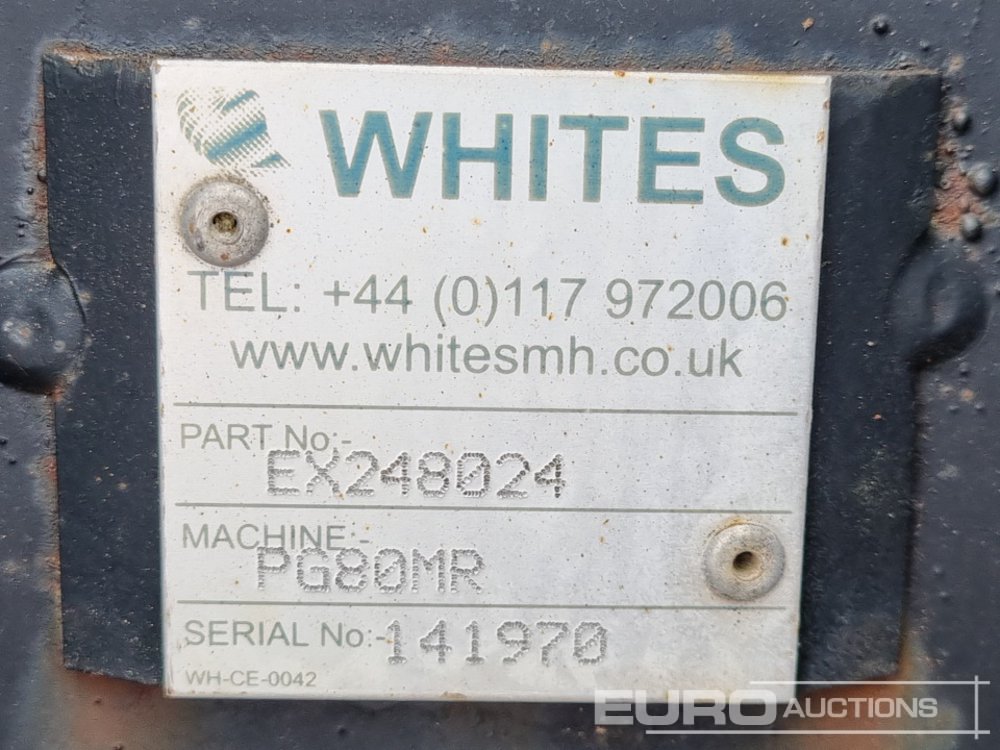 WHITES
TEL: +44 (0)117 972006
www.whitesmh.co.uk
PART No:-
EX248024
MACHINE:-
PG80MR
SERIAL No:-141970
WH-CE-0042
EURO AUCTIONS